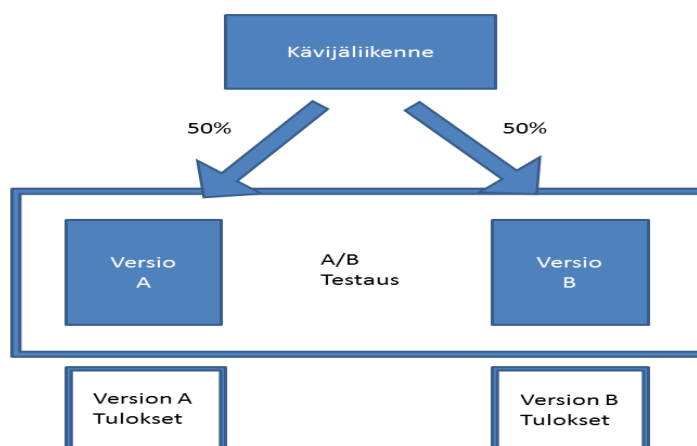 Kävijäliikenne
50%
50%
Versio
A
A/B
Testaus
Versio
B
Version A
Tulokset
Version B
Tulokset